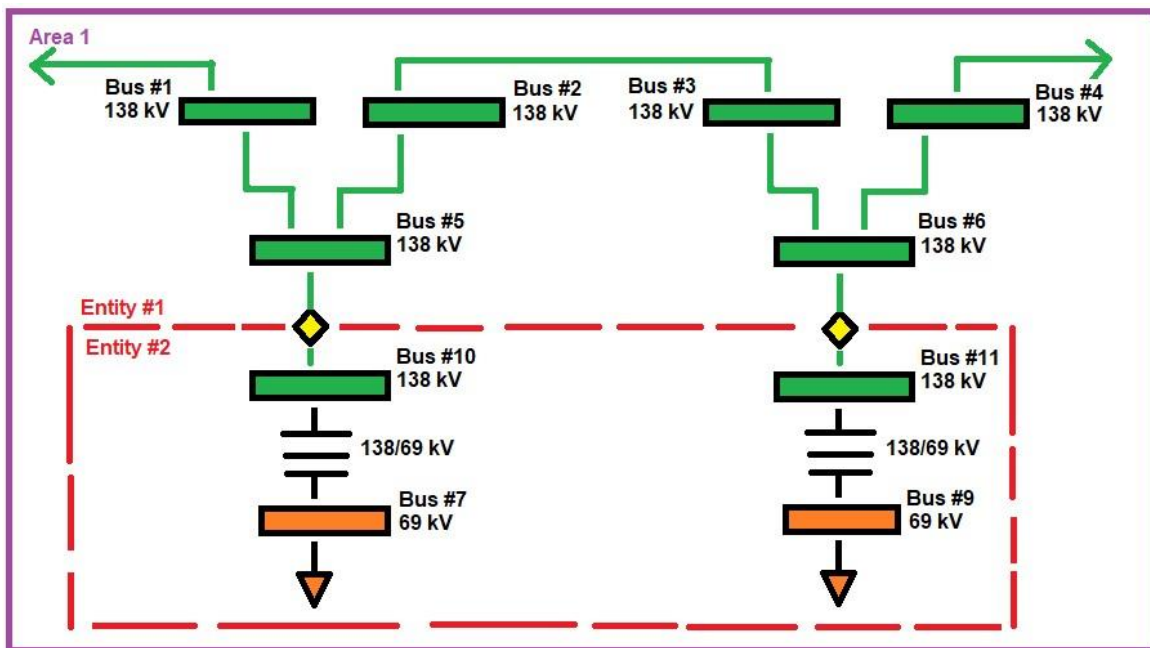 Area 1
Bus #1
138 kV
Bus #2
138 kV
Bus #3
138 kV
Bus #4
138 kV
Bus #5
138 kV
Bus #6
138 kV
Entity #1
Entity #2
Bus #10
138 kV
Bus #11
138 kV
138/69 kV
138/69 kV
Bus #7
69 kV
Bus #9
69 kV